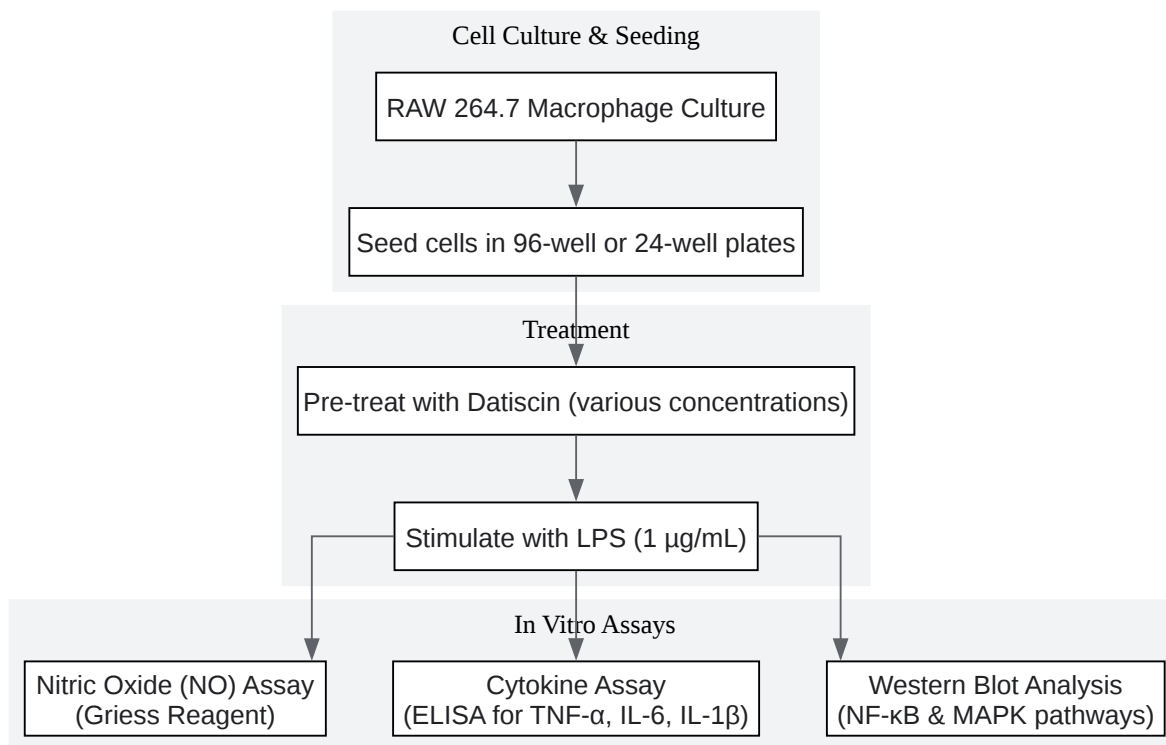 Cell Culture & Seeding
RAW 264.7 Macrophage Culture
Seed cells in 96-well or 24-well plates
Treatment
Pre-treat with Datiscin (various concentrations)
Stimulate with LPS (1 µg/mL)
In Vitro Assays
Nitric Oxide (NO) Assay
(Griess Reagent)
Cytokine Assay
(ELISA for TNF-α, IL-6, IL-1β)
Western Blot Analysis
(NF-κB & MAPK pathways)